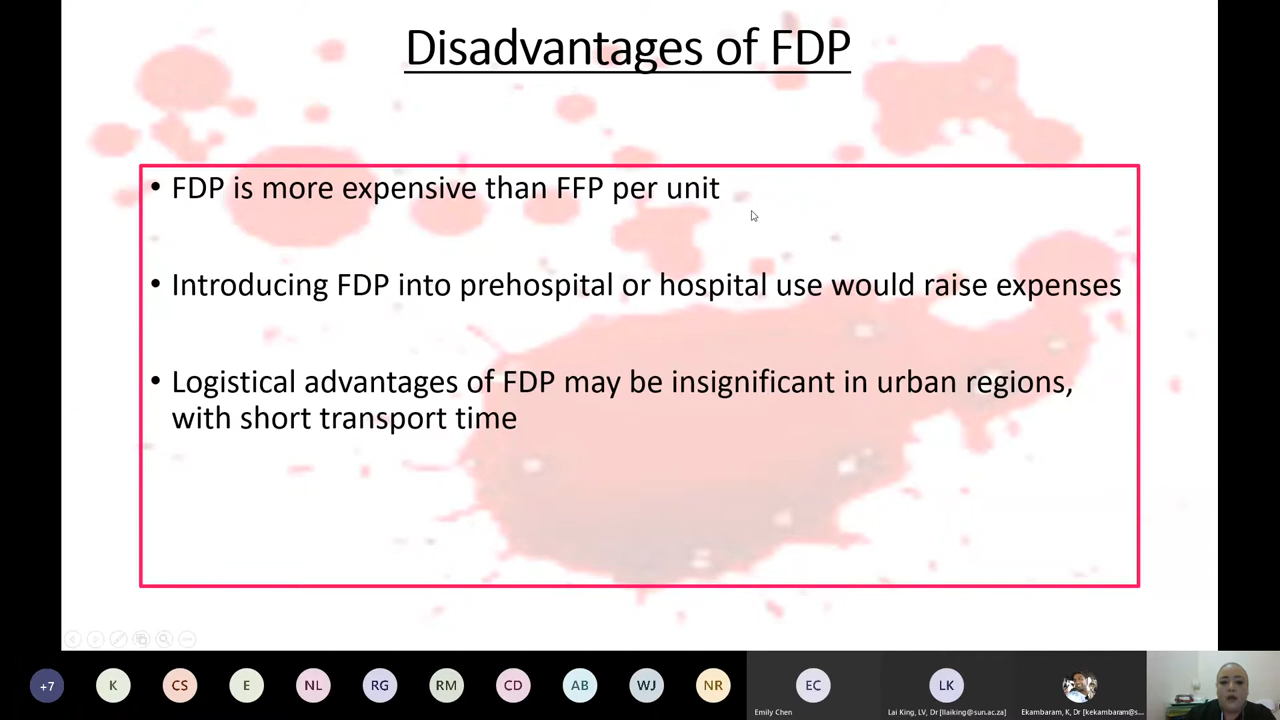 Disadvantages of FDP
• FDP is more expensive than FFP per unit
• Introducing FDP into prehospital or hospital use would raise expenses
• Logistical advantages of FDP may be insignificant in urban regions,
with short transport time
+7 K CS E NL RG RM CD AB WJ NR EC LK
Emily Chen Lai King, LV, Dr [llaiking@sun.ac.za] Ekambaram, K, Dr [kekambaram@s...